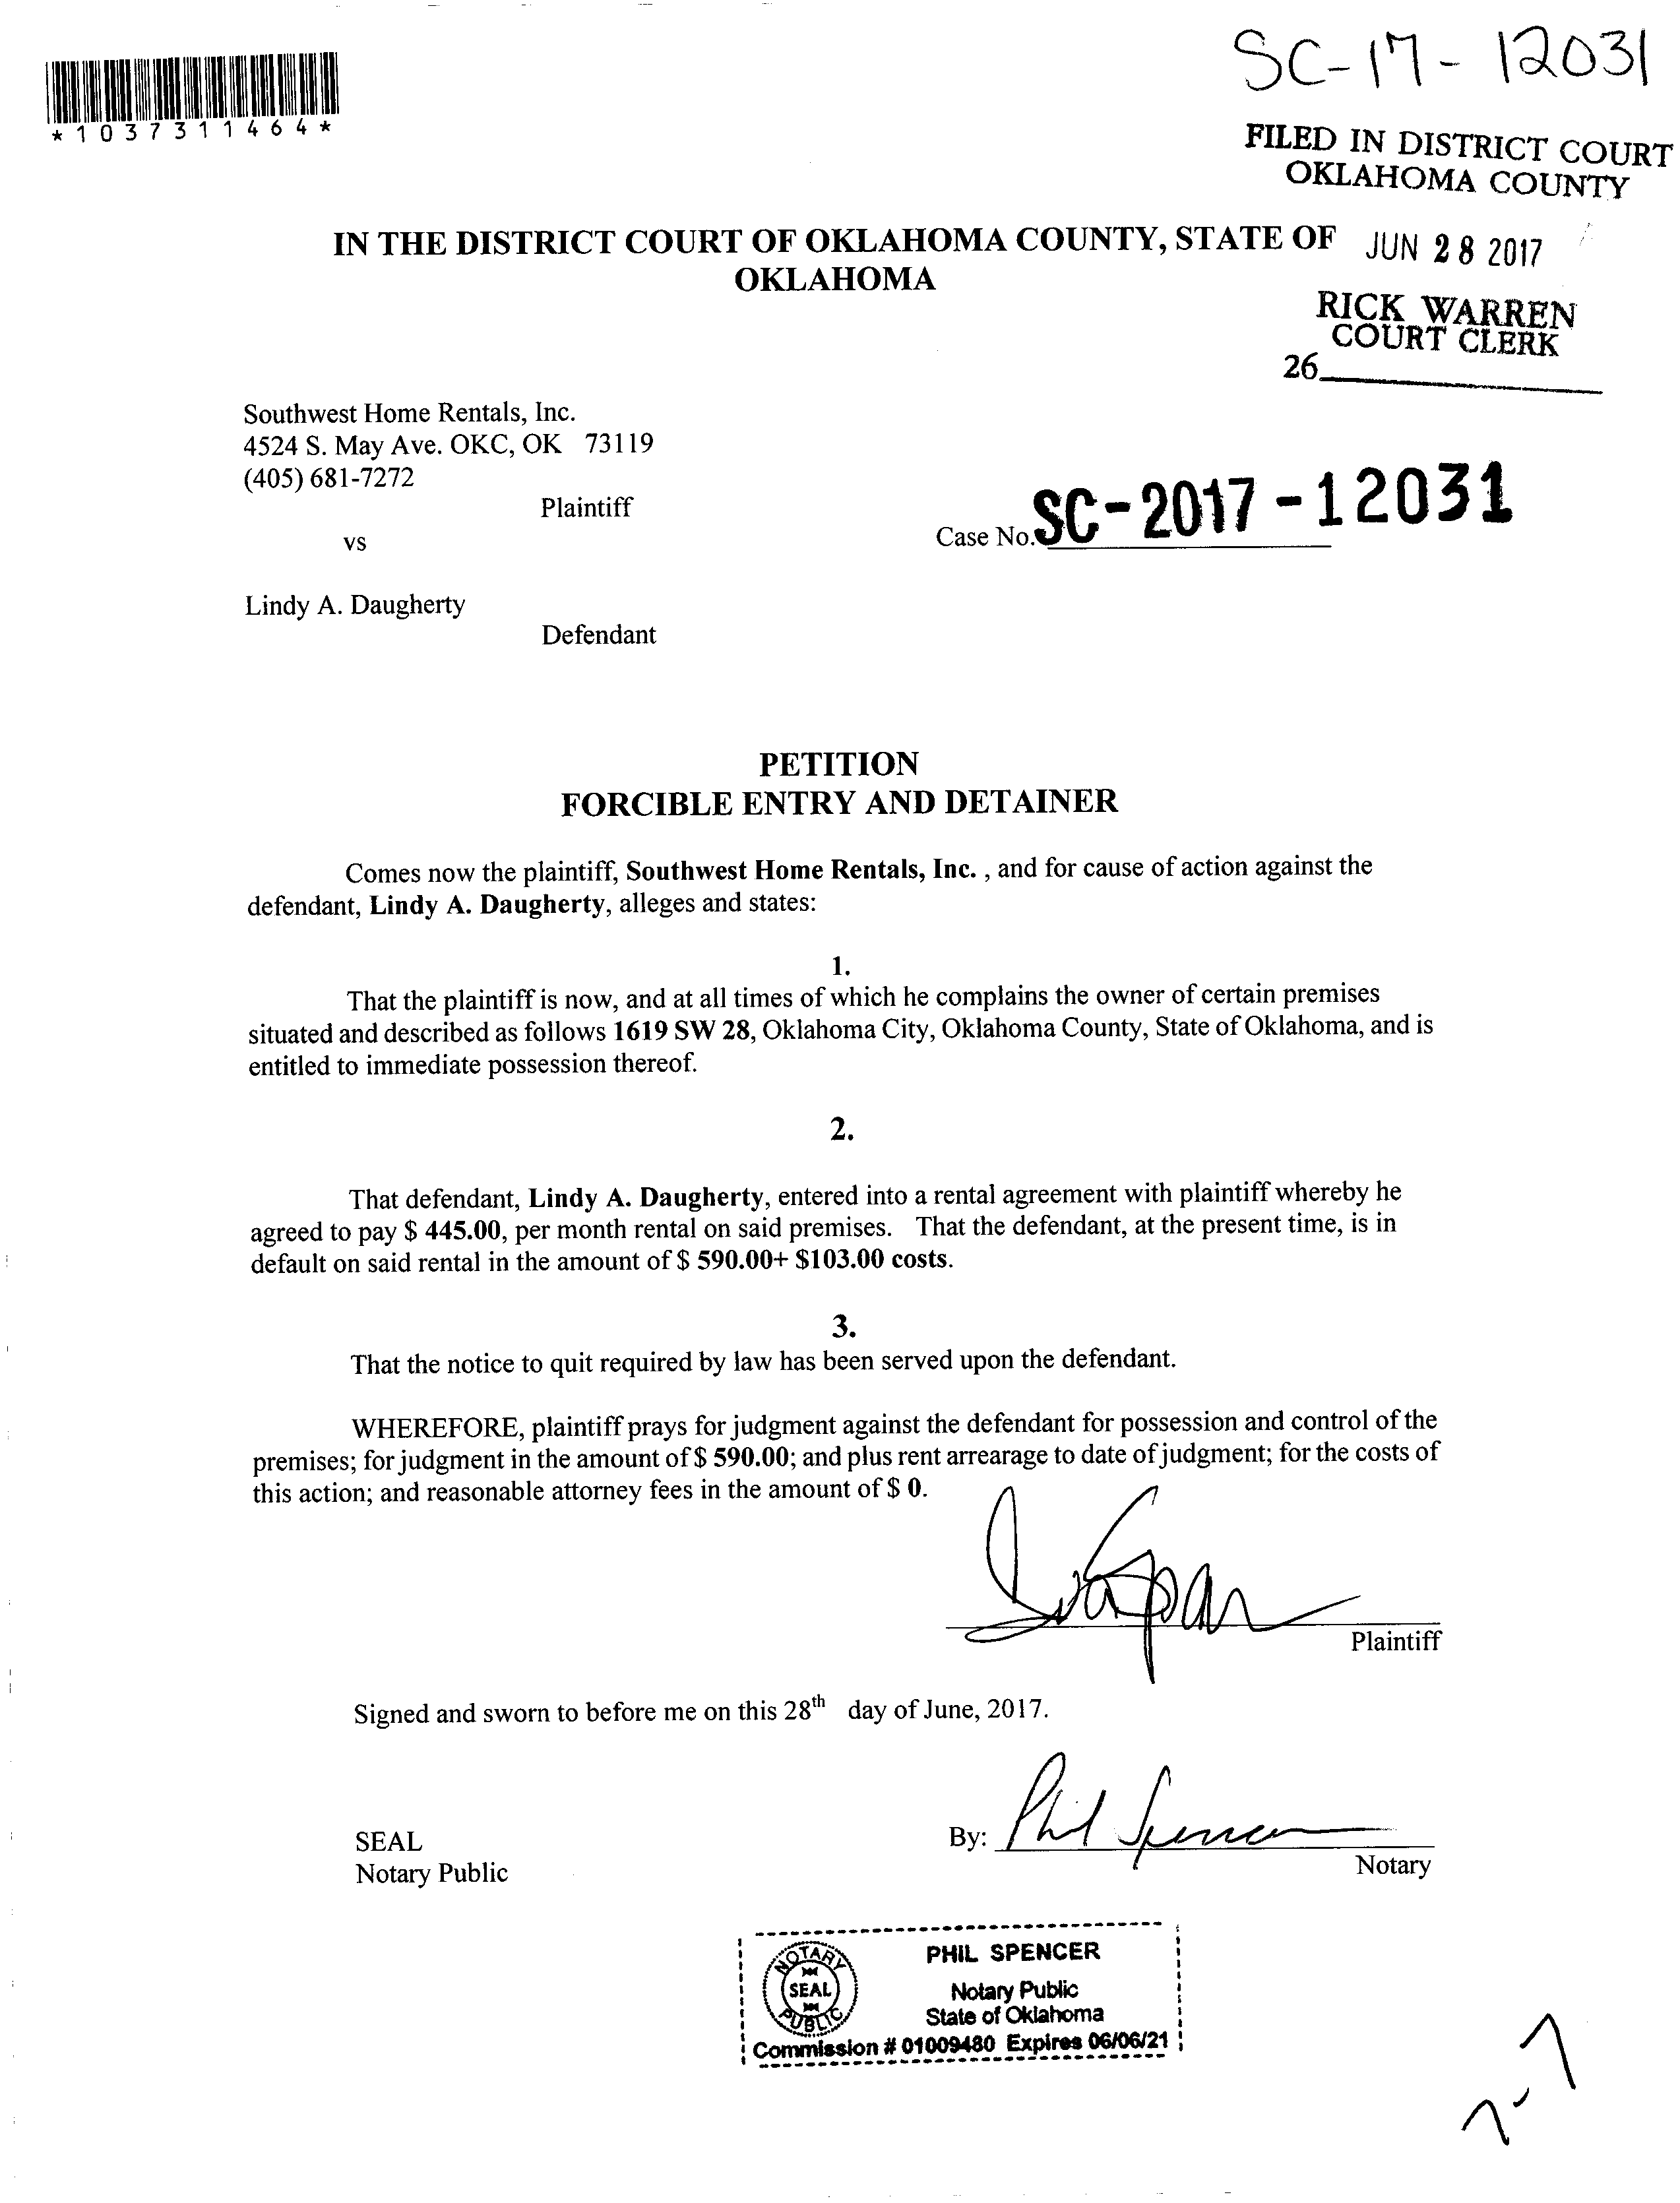 SC-17-12031
*1037311464*
FILED IN DISTRICT COURT
OKLAHOMA COUNTY
IN THE DISTRICT COURT OF OKLAHOMA COUNTY, STATE OF
OKLAHOMA
JUN 28 2017
RICK WARREN
COURT CLERK
26
Southwest Home Rentals, Inc.
4524 S. May Ave. OKC, OK 73119
(405) 681-7272
Plaintiff
vs
Case No. SC-2017-12031
Lindy A. Daugherty
Defendant
PETITION
FORCIBLE ENTRY AND DETAINER
Comes now the plaintiff, Southwest Home Rentals, Inc. , and for cause of action against the
defendant, Lindy A. Daugherty, alleges and states:
1.
That the plaintiff is now, and at all times of which he complains the owner of certain premises
situated and described as follows 1619 SW 28, Oklahoma City, Oklahoma County, State of Oklahoma, and is
entitled to immediate possession thereof.
2.
That defendant, Lindy A. Daugherty, entered into a rental agreement with plaintiff whereby he
agreed to pay $ 445.00, per month rental on said premises. That the defendant, at the present time, is in
default on said rental in the amount of $ 590.00+ $103.00 costs.
3.
That the notice to quit required by law has been served upon the defendant.
WHEREFORE, plaintiff prays for judgment against the defendant for possession and control of the
premises; for judgment in the amount of $ 590.00; and plus rent arrearage to date of judgment; for the costs of
this action; and reasonable attorney fees in the amount of $ 0.
Plaintiff
Signed and sworn to before me on this 28th day of June, 2017.
SEAL
Notary Public
By: Phil Spencer
Notary
NOTARY
SEAL
PUBLIC
PHIL SPENCER
Notary Public
State of Oklahoma
Commission # 01009480 Expires 06/06/21
7-7